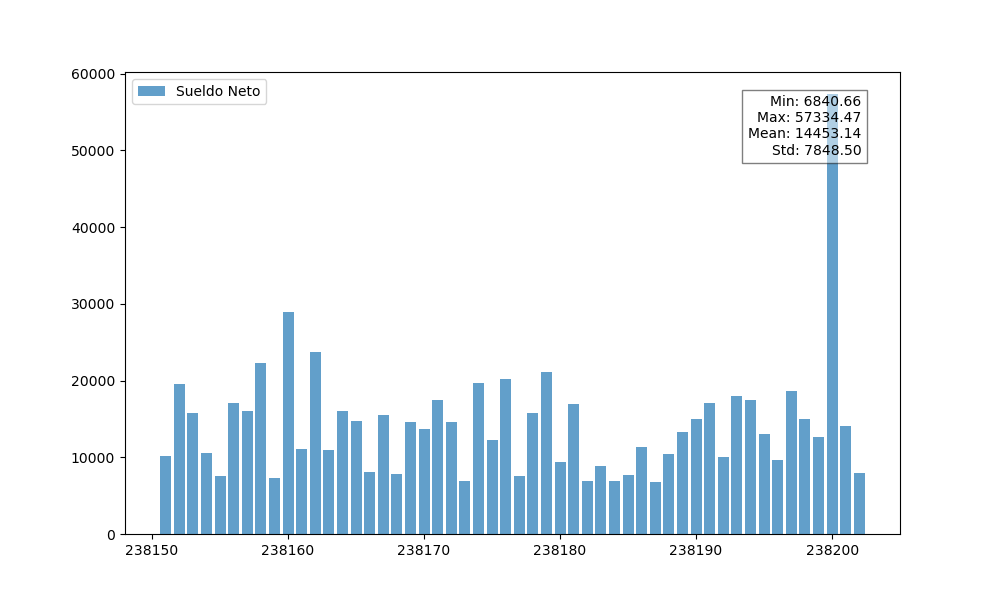 Sueldo Neto
Min: 6840.66
Max: 57334.47
Mean: 14453.14
Std: 7848.50
60000
50000
40000
30000
20000
10000
0
238150 238160 238170 238180 238190 238200